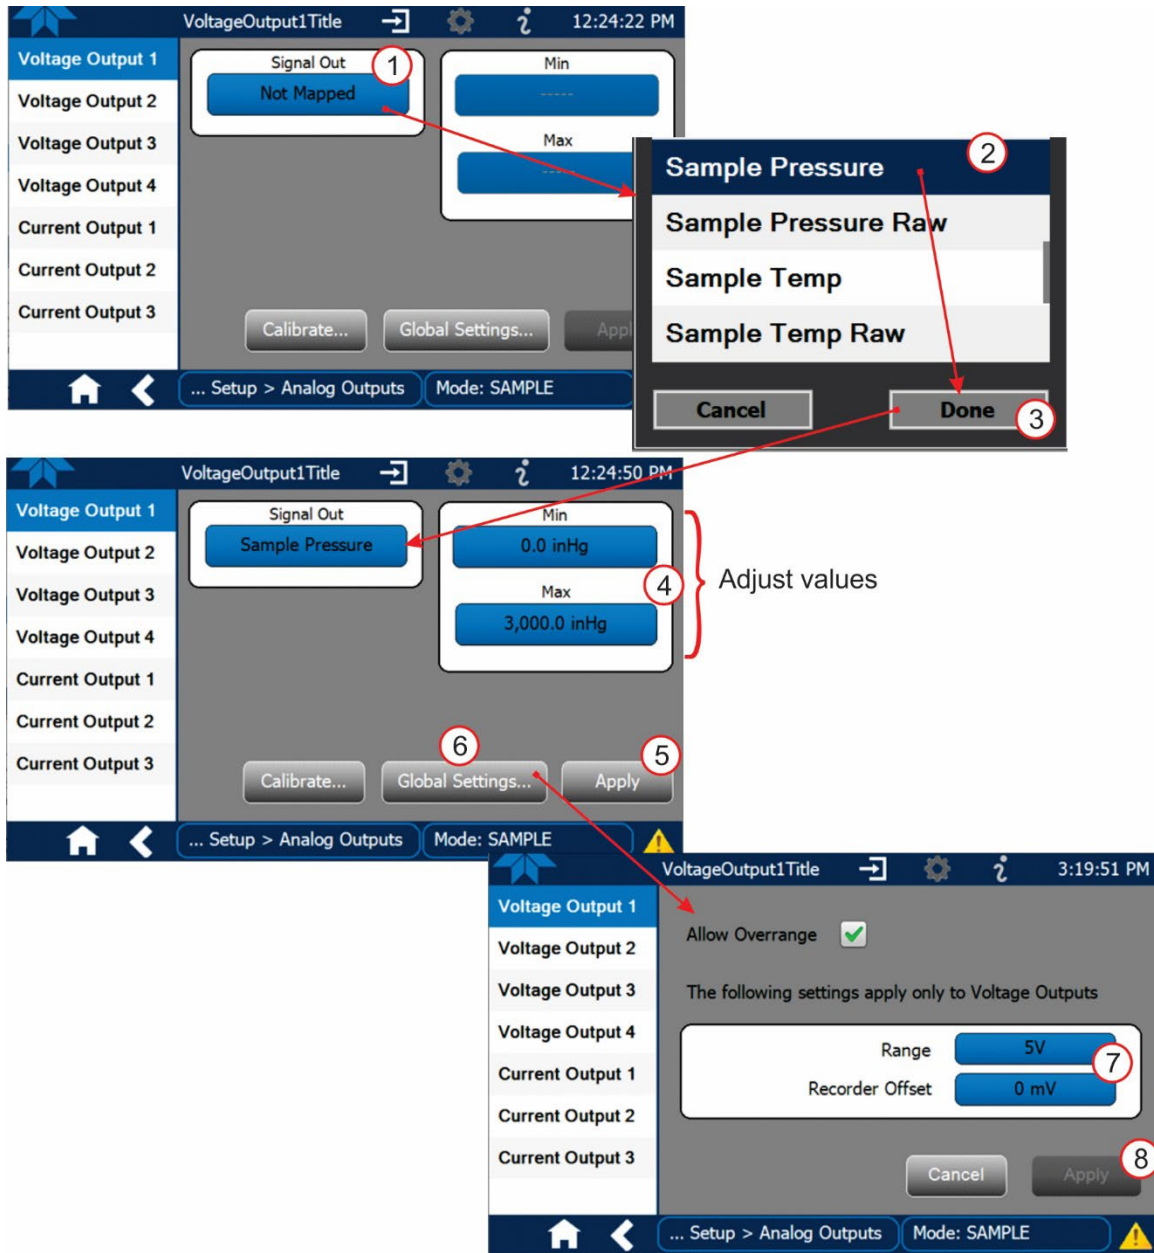 VoltageOutput1Title 12:24:22 PM
Voltage Output 1
Voltage Output 2
Voltage Output 3
Voltage Output 4
Current Output 1
Current Output 2
Current Output 3
Signal Out 1
Not Mapped
Min
-----
Max
-----
Calibrate... Global Settings... Appl
... Setup > Analog Outputs Mode: SAMPLE
2
Sample Pressure
Sample Pressure Raw
Sample Temp
Sample Temp Raw
Cancel Done 3
VoltageOutput1Title 12:24:50 PM
Voltage Output 1
Voltage Output 2
Voltage Output 3
Voltage Output 4
Current Output 1
Current Output 2
Current Output 3
Signal Out
Sample Pressure
Min
0.0 inHg
4
Max
3,000.0 inHg
Adjust values
6 5
Calibrate... Global Settings... Apply
... Setup > Analog Outputs Mode: SAMPLE
VoltageOutput1Title 3:19:51 PM
Voltage Output 1
Voltage Output 2
Voltage Output 3
Voltage Output 4
Current Output 1
Current Output 2
Current Output 3
Allow Overrange
The following settings apply only to Voltage Outputs
Range 5V
7
Recorder Offset 0 mV
8
Cancel Apply
... Setup > Analog Outputs Mode: SAMPLE